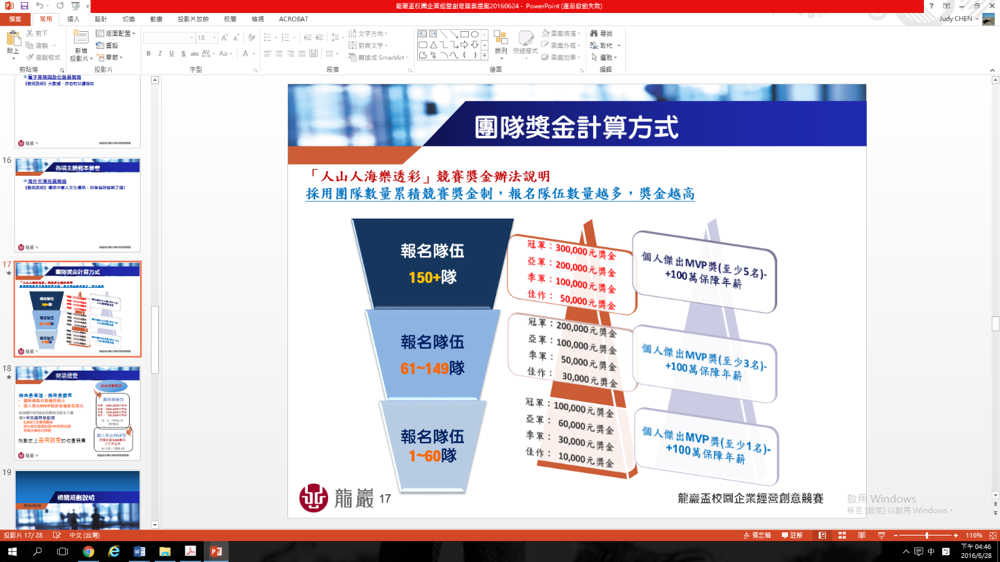 龍巖盃校園企業經營創意競賽提案20160624 - PowerPoint (產品啟動失敗)
檔案 常用 插入 設計 切換 動畫 投影片放映 校閱 檢視 ACROBAT
Judy CHEN
貼上
剪下
複製
複製格式
剪貼簿
新增
投影片
版面配置
重設
章節
投影片
18
B I U S abc AV Aa A
字型
文字方向
對齊文字
轉換成 SmartArt
段落
排列
快速樣式
圖案填滿
圖案外框
圖案效果
繪圖
尋找
取代
選取
編輯
16
各項主題範本參考
17
團隊獎金計算方式
18
獎項總覽
19
相關規劃說明
2016.06.24
團隊獎金計算方式
「人山人海樂透彩」競賽獎金辦法說明
採用團隊數量累積競賽獎金制，報名隊伍數量越多，獎金越高
報名隊伍
150+隊
冠軍：300,000元獎金
亞軍：200,000元獎金
季軍：100,000元獎金
佳作： 50,000元獎金
個人傑出MVP獎(至少5名)-
+100萬保障年薪
報名隊伍
61~149隊
冠軍：200,000元獎金
亞軍：100,000元獎金
季軍： 50,000元獎金
佳作： 30,000元獎金
個人傑出MVP獎(至少3名)-
+100萬保障年薪
報名隊伍
1~60隊
冠軍：100,000元獎金
亞軍： 60,000元獎金
季軍： 30,000元獎金
佳作： 10,000元獎金
個人傑出MVP獎(至少1名)-
+100萬保障年薪
龍巖 17
龍巖盃校園企業經營創意競賽
啟用 Windows
移至 [設定] 以啟用 Windows。
投影片 17/ 28 中文 (台灣)
備忘稿 註解 116%
中
下午 04:46
2016/6/28